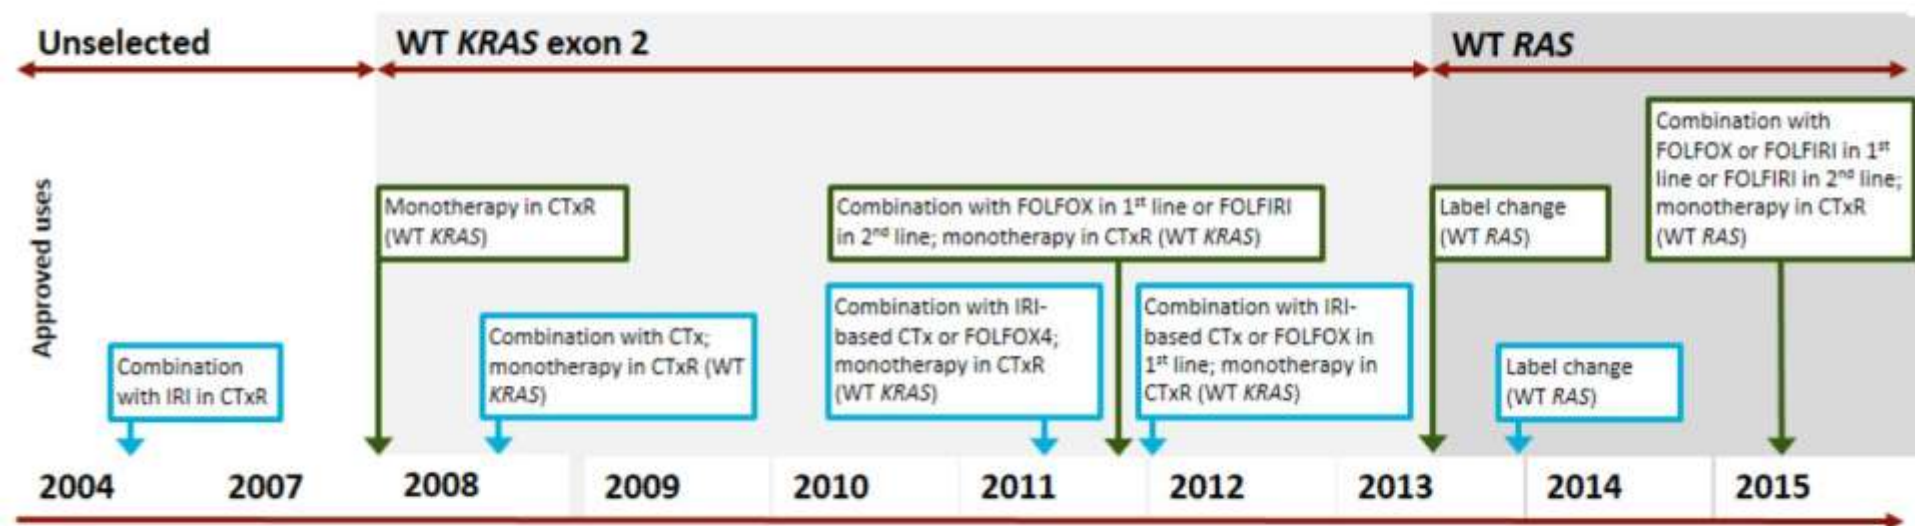 Unselected
WT KRAS exon 2
WT RAS
Approved uses
Combination
with IRI in CTxR
Monotherapy in CTxR
(WT KRAS)
Combination with CTx;
monotherapy in CTxR (WT
KRAS)
Combination with FOLFOX in 1st line or FOLFIRI
in 2nd line; monotherapy in CTxR (WT KRAS)
Combination with IRI-
based CTx or FOLFOX4;
monotherapy in CTxR
(WT KRAS)
Combination with IRI-
based CTx or FOLFOX in
1st line; monotherapy in
CTxR (WT KRAS)
Label change
(WT RAS)
Label change
(WT RAS)
Combination with
FOLFOX or FOLFIRI in 1st
line or FOLFIRI in 2nd line;
monotherapy in CTxR
(WT RAS)
2004 2007 2008 2009 2010 2011 2012 2013 2014 2015